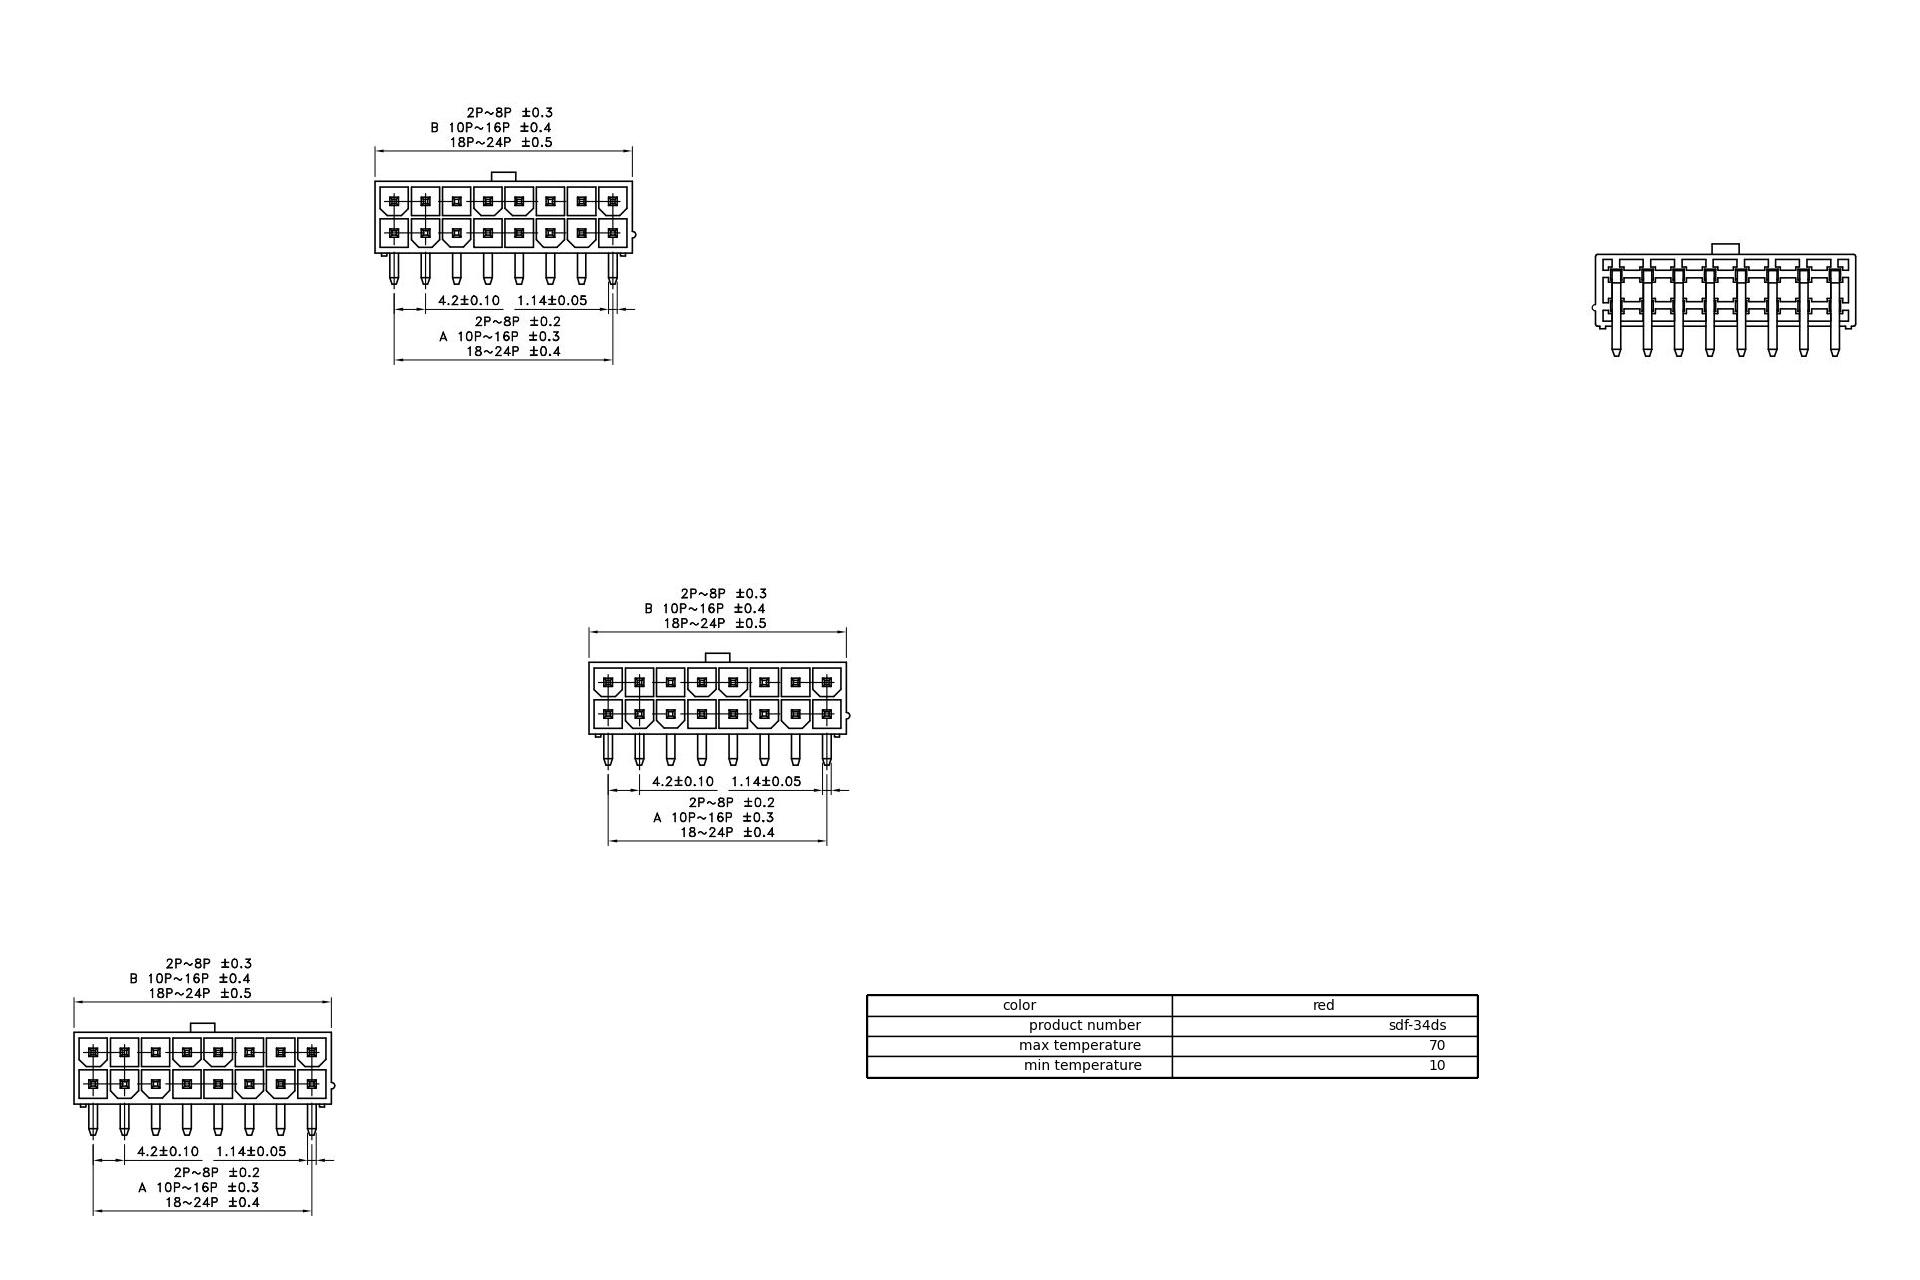 2P~8P ±0.3
B 10P~16P ±0.4
18P~24P ±0.5
4.2±0.10 1.14±0.05
2P~8P ±0.2
A 10P~16P ±0.3
18~24P ±0.4
2P~8P ±0.3
B 10P~16P ±0.4
18P~24P ±0.5
4.2±0.10 1.14±0.05
2P~8P ±0.2
A 10P~16P ±0.3
18~24P ±0.4
2P~8P ±0.3
B 10P~16P ±0.4
18P~24P ±0.5
4.2±0.10 1.14±0.05
2P~8P ±0.2
A 10P~16P ±0.3
18~24P ±0.4
color red
product number sdf-34ds
max temperature 70
min temperature 10